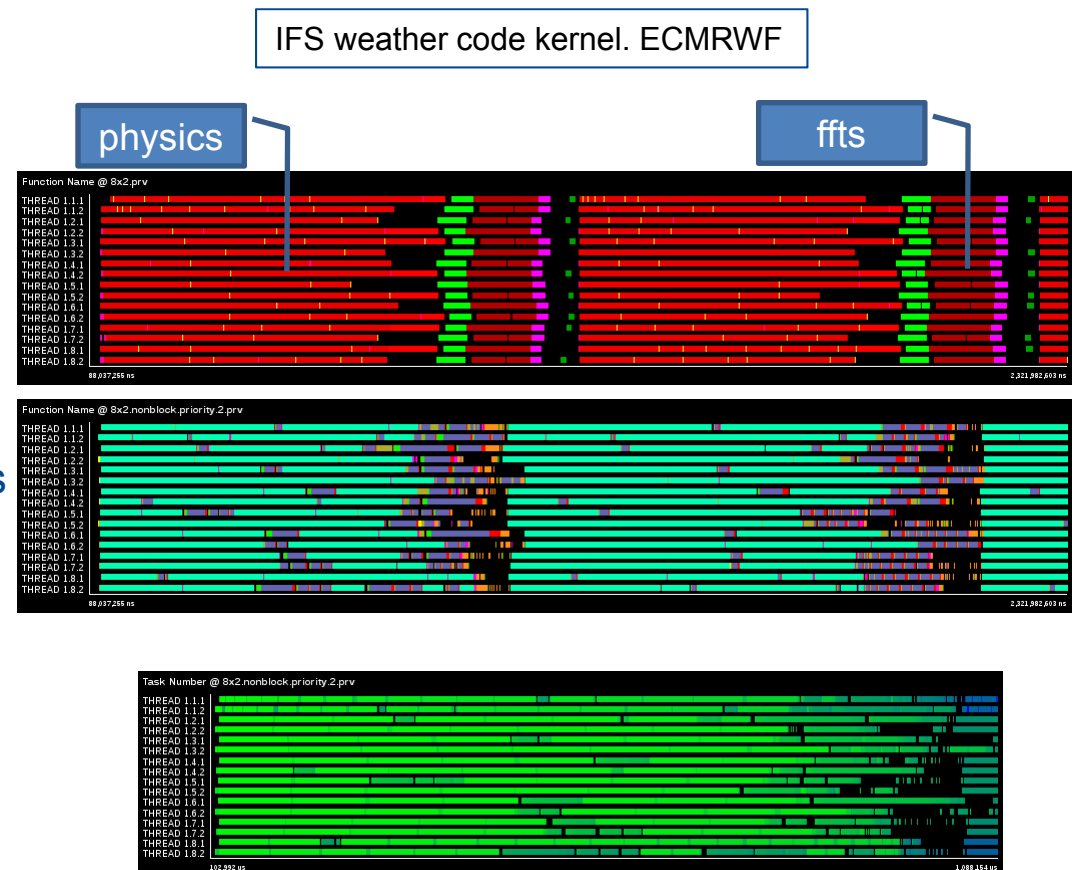 IFS weather code kernel. ECMRWF
physics
ffts
Function Name @ 8x2.prv
THREAD 1.1.1
THREAD 1.1.2
THREAD 1.2.1
THREAD 1.2.2
THREAD 1.3.1
THREAD 1.3.2
THREAD 1.4.1
THREAD 1.4.2
THREAD 1.5.1
THREAD 1.5.2
THREAD 1.6.1
THREAD 1.6.2
THREAD 1.7.1
THREAD 1.7.2
THREAD 1.8.1
THREAD 1.8.2
88,037,255 ns 2,321,982,603 ns
Function Name @ 8x2.nonblock.priority.2.prv
THREAD 1.1.1
THREAD 1.1.2
THREAD 1.2.1
THREAD 1.2.2
THREAD 1.3.1
THREAD 1.3.2
THREAD 1.4.1
THREAD 1.4.2
THREAD 1.5.1
THREAD 1.5.2
THREAD 1.6.1
THREAD 1.6.2
THREAD 1.7.1
THREAD 1.7.2
THREAD 1.8.1
THREAD 1.8.2
s
88,037,255 ns 2,321,982,603 ns
Task Number @ 8x2.nonblock.priority.2.prv
THREAD 1.1.1
THREAD 1.1.2
THREAD 1.2.1
THREAD 1.2.2
THREAD 1.3.1
THREAD 1.3.2
THREAD 1.4.1
THREAD 1.4.2
THREAD 1.5.1
THREAD 1.5.2
THREAD 1.6.1
THREAD 1.6.2
THREAD 1.7.1
THREAD 1.7.2
THREAD 1.8.1
THREAD 1.8.2
102,992 us 1,088,154 us